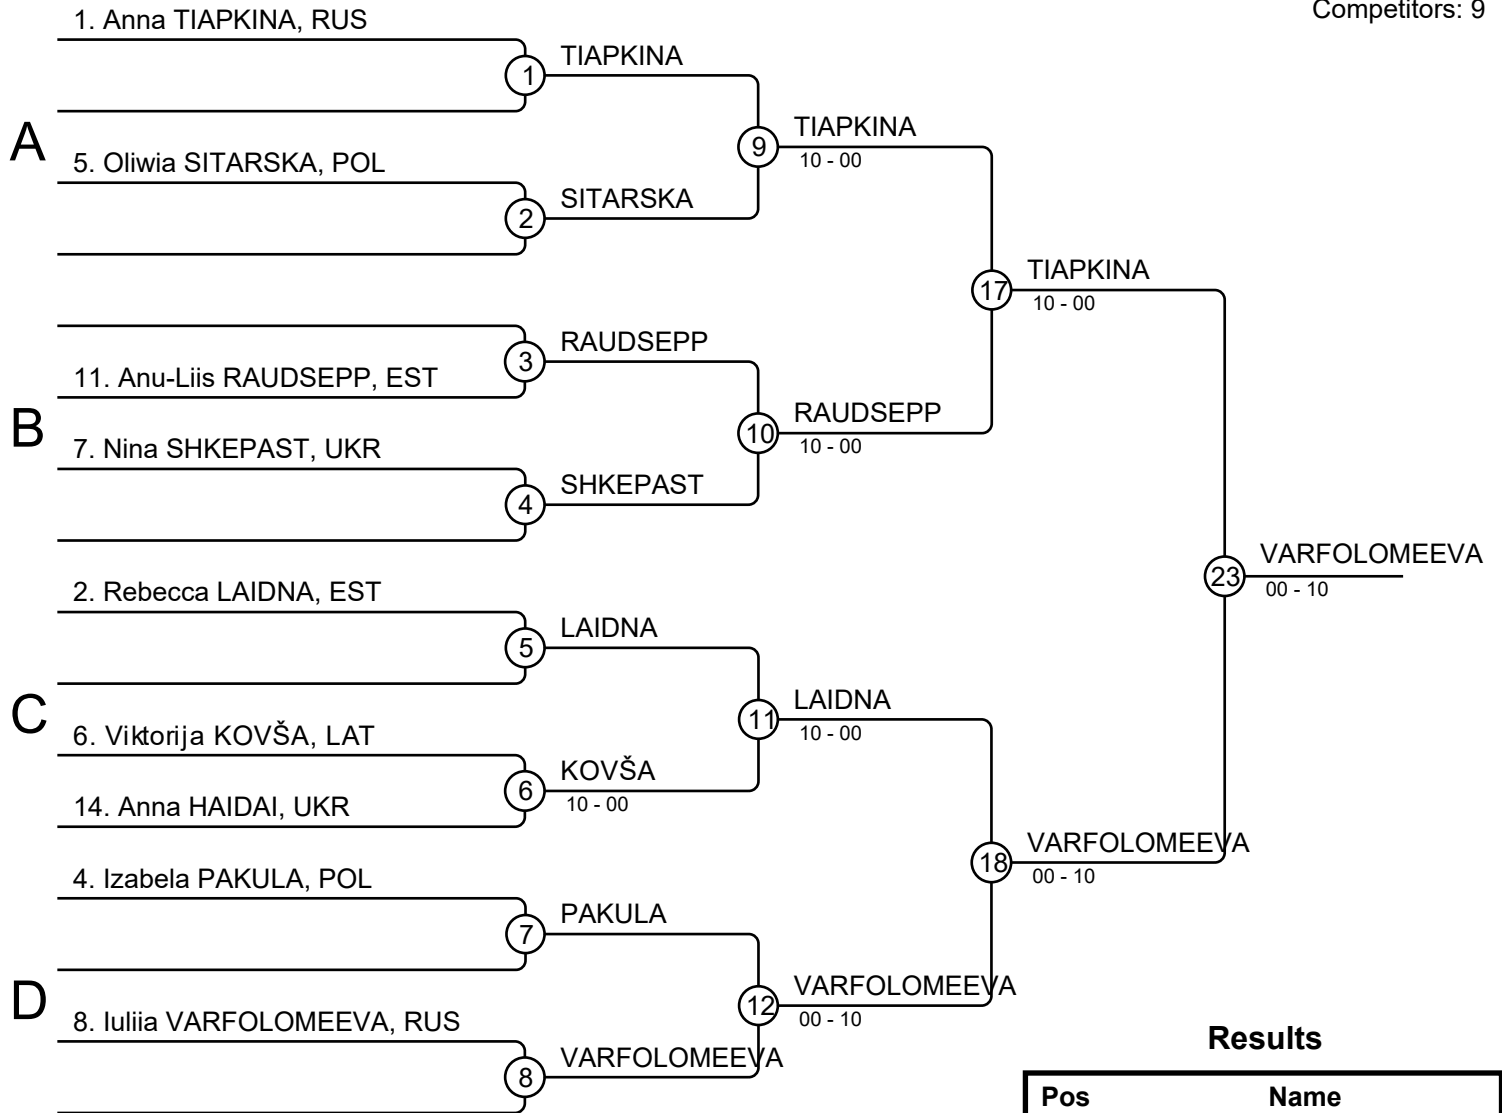 Competitors: 9
1. Anna TIAPKINA, RUS
1
TIAPKINA
A
9
TIAPKINA
10 - 00
5. Oliwia SITARSKA, POL
2
SITARSKA
17
TIAPKINA
10 - 00
3
RAUDSEPP
11. Anu-Liis RAUDSEPP, EST
B
10
RAUDSEPP
10 - 00
7. Nina SHKEPAST, UKR
4
SHKEPAST
23
VARFOLOMEEVA
00 - 10
2. Rebecca LAIDNA, EST
5
LAIDNA
C
11
LAIDNA
10 - 00
6. Viktorija KOVŠA, LAT
6
KOVŠA
10 - 00
14. Anna HAIDAI, UKR
18
VARFOLOMEEVA
00 - 10
4. Izabela PAKULA, POL
7
PAKULA
D
12
VARFOLOMEEVA
00 - 10
8. Iuliia VARFOLOMEEVA, RUS
8
VARFOLOMEEVA
Results
Pos Name